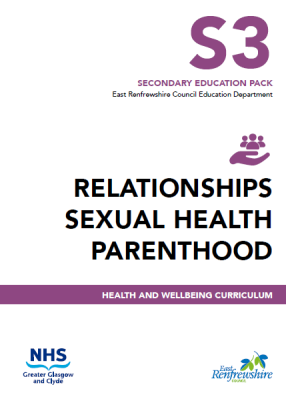 S3
SECONDARY EDUCATION PACK
East Renfrewshire Council Education Department
RELATIONSHIPS
SEXUAL HEALTH
PARENTHOOD
HEALTH AND WELLBEING CURRICULUM
NHS
Greater Glasgow
and Clyde
East
Renfrewshire
COUNCIL